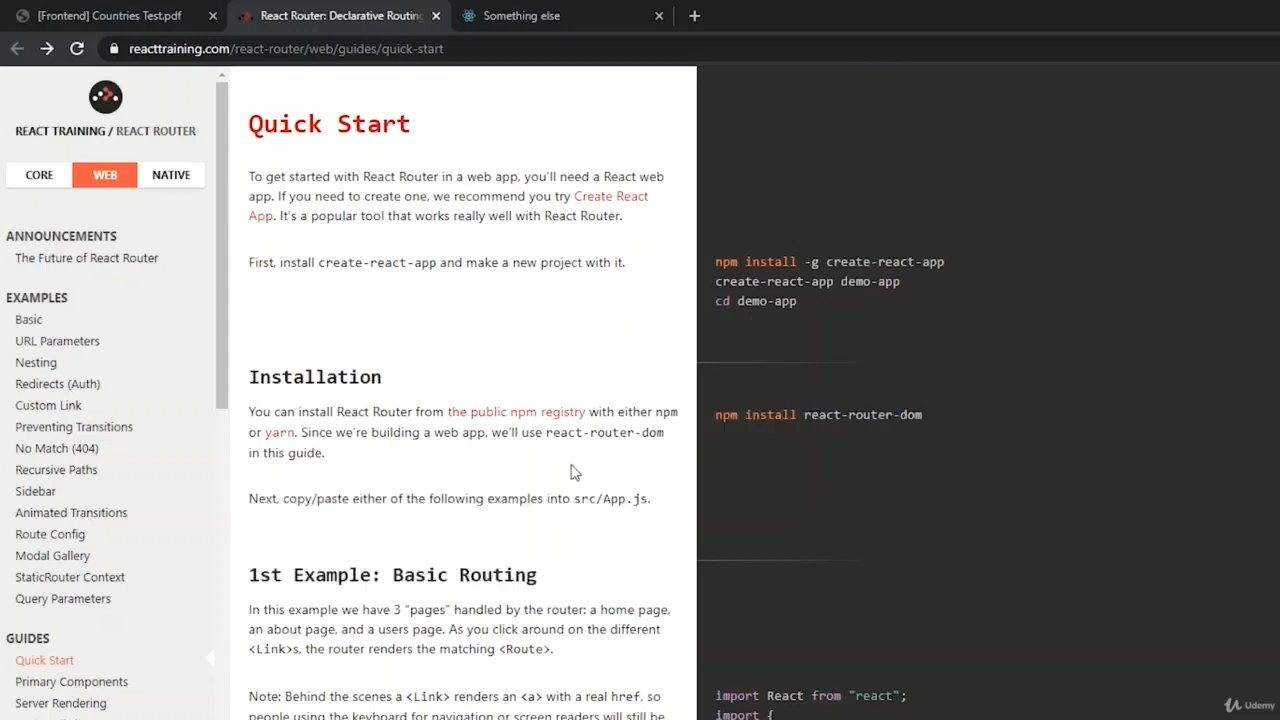 [Frontend] Countries Test.pdf
React Router: Declarative Routing
Something else
reacttraining.com/react-router/web/guides/quick-start
REACT TRAINING / REACT ROUTER
CORE
WEB
NATIVE
ANNOUNCEMENTS
The Future of React Router
EXAMPLES
Basic
URL Parameters
Nesting
Redirects (Auth)
Custom Link
Preventing Transitions
No Match (404)
Recursive Paths
Sidebar
Animated Transitions
Route Config
Modal Gallery
StaticRouter Context
Query Parameters
GUIDES
Quick Start
Primary Components
Server Rendering
Quick Start
To get started with React Router in a web app, you'll need a React web
app. If you need to create one, we recommend you try Create React
App. It's a popular tool that works really well with React Router.
First, install create-react-app and make a new project with it.
npm install -g create-react-app
create-react-app demo-app
cd demo-app
Installation
You can install React Router from the public npm registry with either npm
or yarn. Since we're building a web app, we'll use react-router-dom
in this guide.
npm install react-router-dom
Next, copy/paste either of the following examples into src/App.js.
1st Example: Basic Routing
In this example we have 3 "pages" handled by the router: a home page,
an about page, and a users page. As you click around on the different
<Link>s, the router renders the matching <Route>.
Note: Behind the scenes a <Link> renders an <a> with a real href, so
people using the keyboard for navigation or screen readers will still be
import React from "react";
import {
Udemy